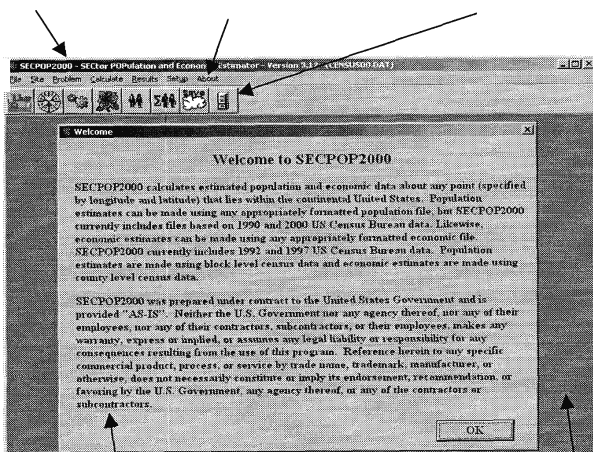 SECPOP2000 - SECtor POPulation and Economic Estimator - Version 3.12 (CENSUS00.DAT)
File Site Problem Calculate Results Setup About
SAVE
Welcome
Welcome to SECPOP2000
SECPOP2000 calculates estimated population and economic data about any point (specified
by longitude and latitude) that lies within the continental United States. Population
estimates can be made using any appropriately formatted population file, but SECPOP2000
currently includes files based on 1990 and 2000 US Census Bureau data. Likewise,
economic estimates can be made using any appropriately formatted economic file.
SECPOP2000 currently includes 1992 and 1997 US Census Bureau data. Population
estimates are made using block level census data and economic estimates are made using
county level census data.
SECPOP2000 was prepared under contract to the United States Government and is
provided "AS-IS". Neither the U.S. Government nor any agency thereof, nor any of their
employees, nor any of their contractors, subcontractors, or their employees, makes any
warranty, express or implied, or assumes any legal liability or responsibility for any
consequences resulting from the use of this program. Reference herein to any specific
commercial product, process, or service by trade name, trademark, manufacturer, or
otherwise, does not necessarily constitute or imply its endorsement, recommendation, or
favoring by the U.S. Government, any agency thereof, or any of the contractors or
subcontractors.
OK